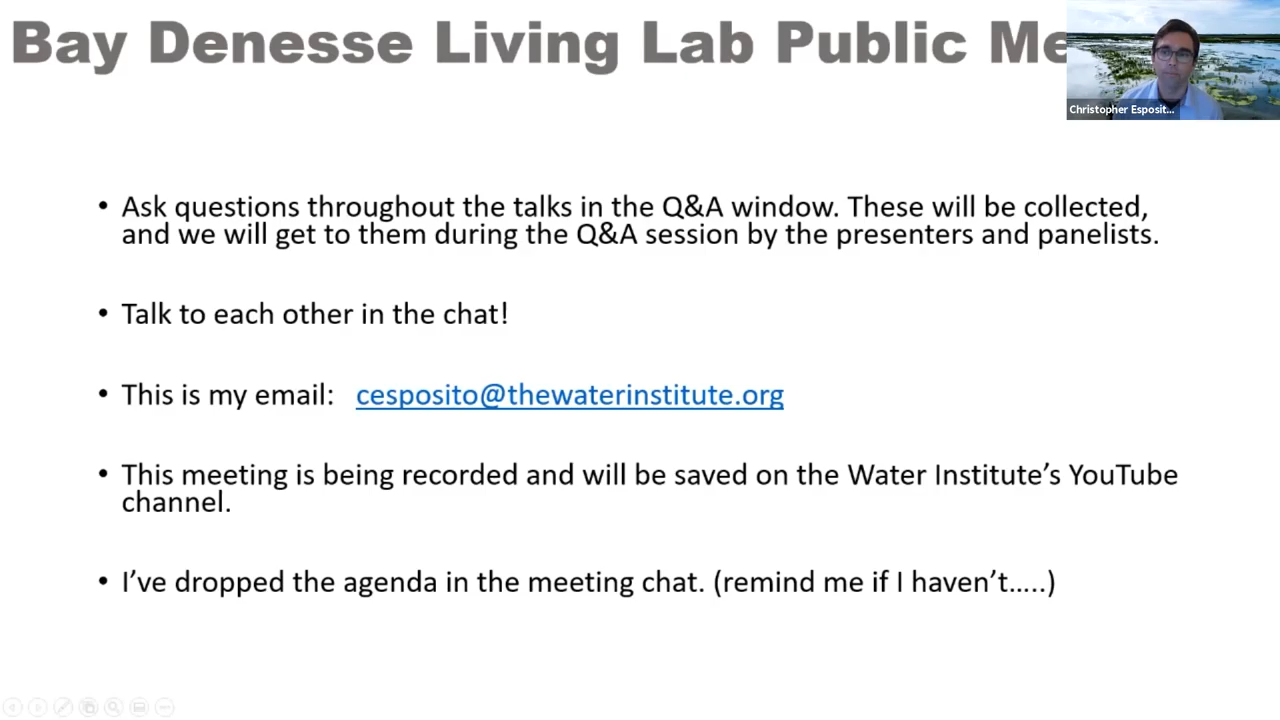 Bay Denesse Living Lab Public Me
Christopher Esposit...
• Ask questions throughout the talks in the Q&A window. These will be collected,
and we will get to them during the Q&A session by the presenters and panelists.
• Talk to each other in the chat!
• This is my email: cesposito@thewaterinstitute.org
• This meeting is being recorded and will be saved on the Water Institute’s YouTube
channel.
• I’ve dropped the agenda in the meeting chat. (remind me if I haven’t…..)